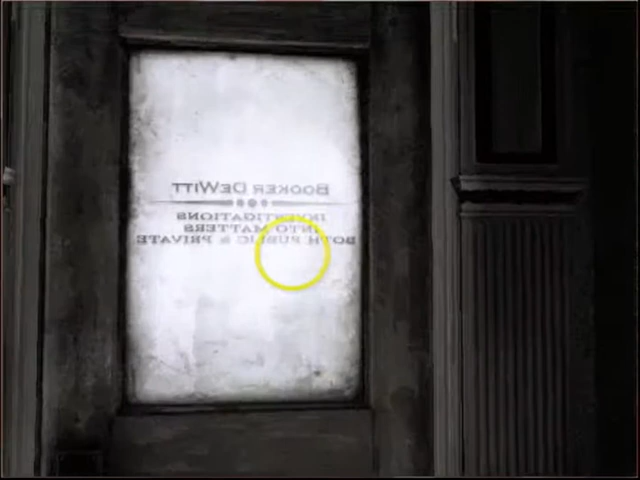 BOOKER DEWITT
INVESTIGATIONS
INTO MATTERS
BOTH PUBLIC & PRIVATE